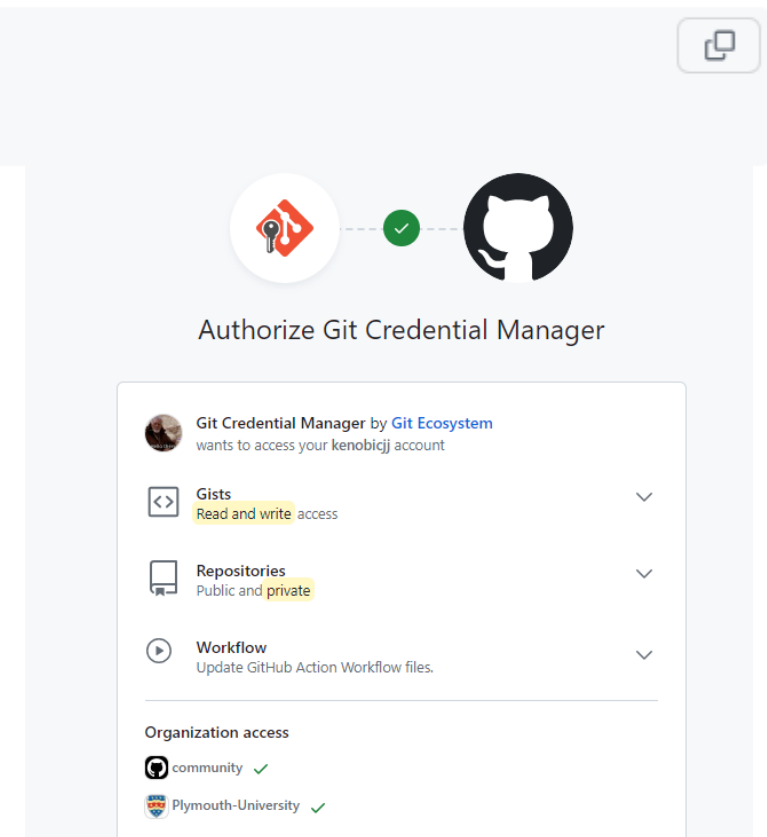 Authorize Git Credential Manager
Git Credential Manager by Git Ecosystem
wants to access your kenobicjj account
Gists
Read and write access
Repositories
Public and private
Workflow
Update GitHub Action Workflow files.
Organization access
community
Plymouth-University